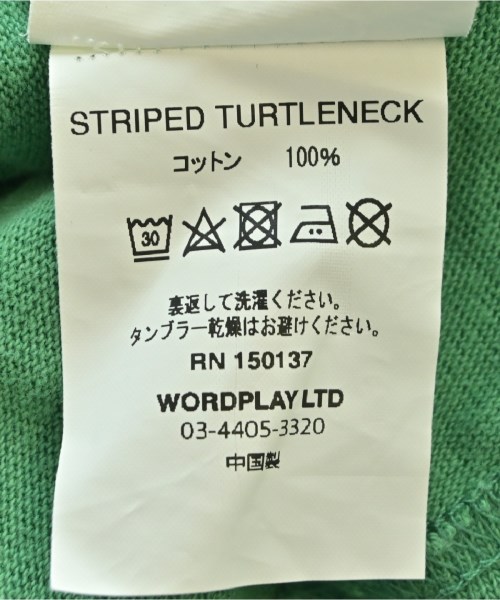 STRIPED TURTLENECK
コットン 100%
30
裏返して洗濯ください。
タンブラー乾燥はお避けください。
RN 150137
WORDPLAY LTD
03-4405-3320
中国製